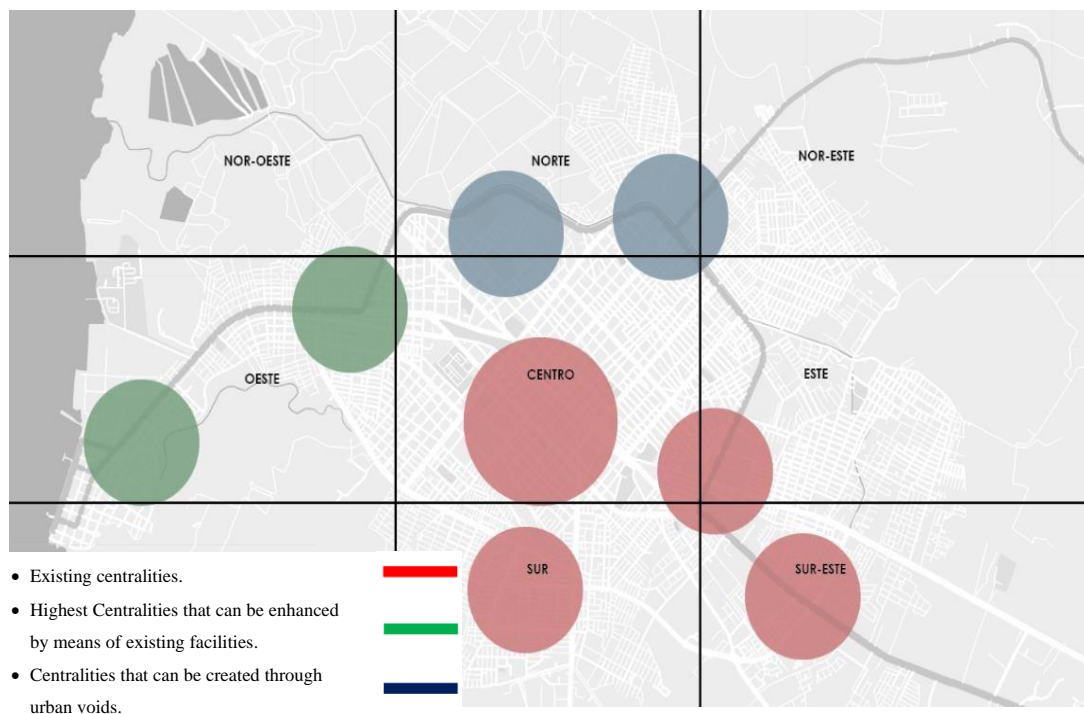 NOR-OESTE
NORTE
NOR-ESTE
OESTE
CENTRO
ESTE
SUR
SUR-ESTE
• Existing centralities.
• Highest Centralities that can be enhanced
by means of existing facilities.
• Centralities that can be created through
urban voids.